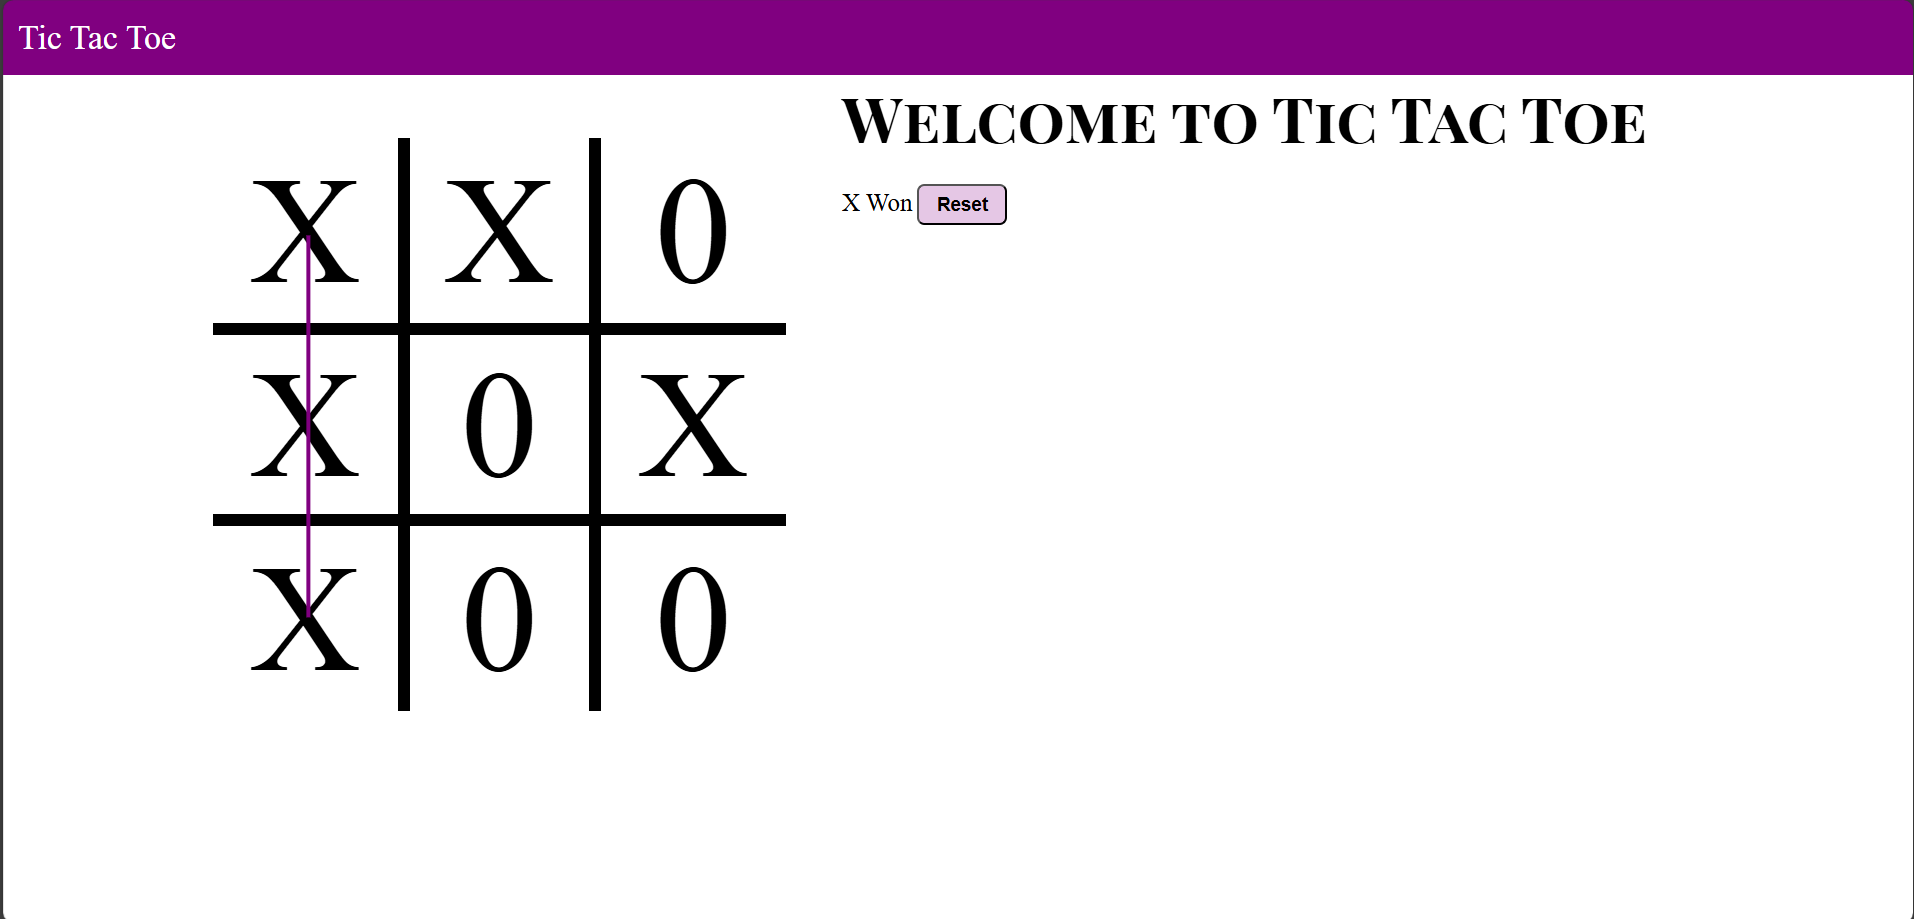 Tic Tac Toe
Welcome to Tic Tac Toe
X Won Reset
X X 0
X 0 X
X 0 0